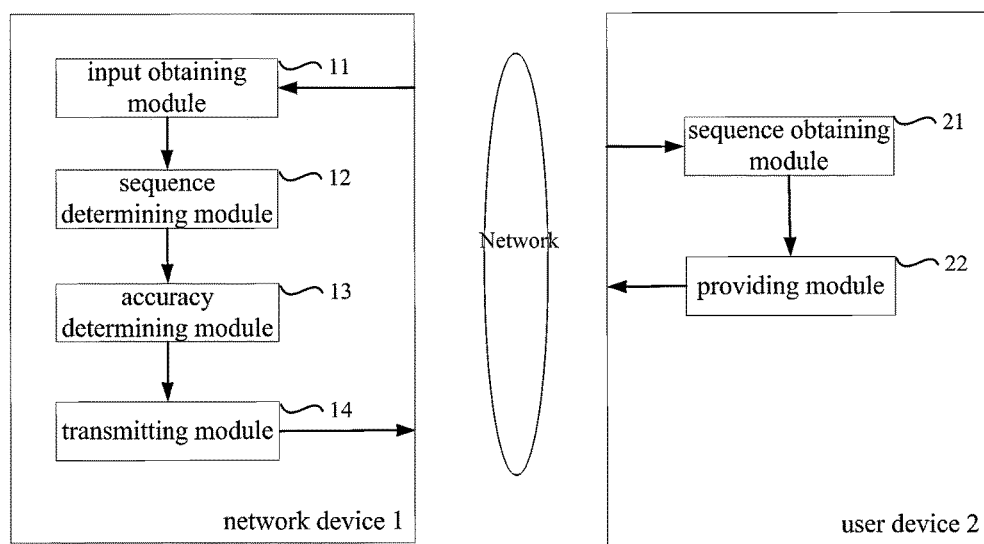 input obtaining
module
11
sequence
determining module
12
accuracy
determining module
13
transmitting module
14
network device 1
Network
sequence obtaining
module
21
providing module
22
user device 2